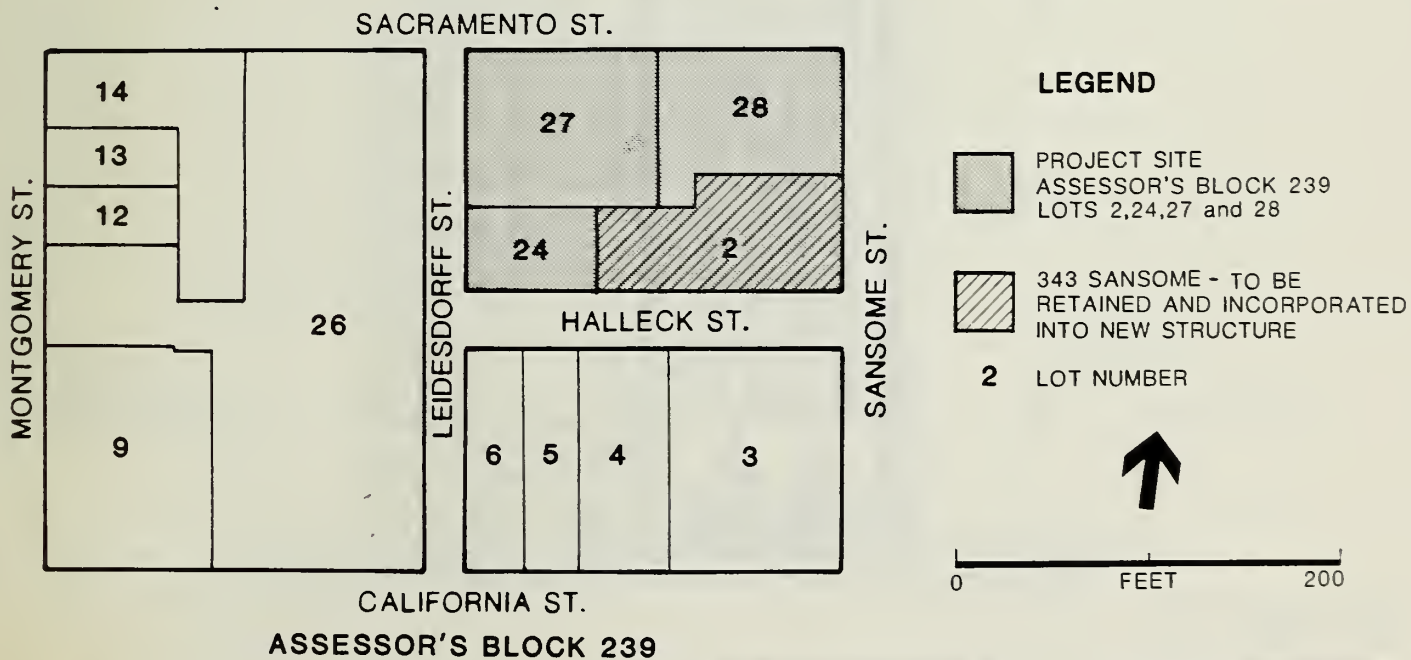 SACRAMENTO ST.
14
13
12
MONTGOMERY ST.
26
9
LEIDESDORFF ST.
27
28
24
2
HALLECK ST.
SANSOME ST.
6
5
4
3
CALIFORNIA ST.
ASSESSOR'S BLOCK 239
LEGEND
PROJECT SITE
ASSESSOR'S BLOCK 239
LOTS 2,24,27 and 28
343 SANSOME - TO BE
RETAINED AND INCORPORATED
INTO NEW STRUCTURE
2 LOT NUMBER
0 FEET 200